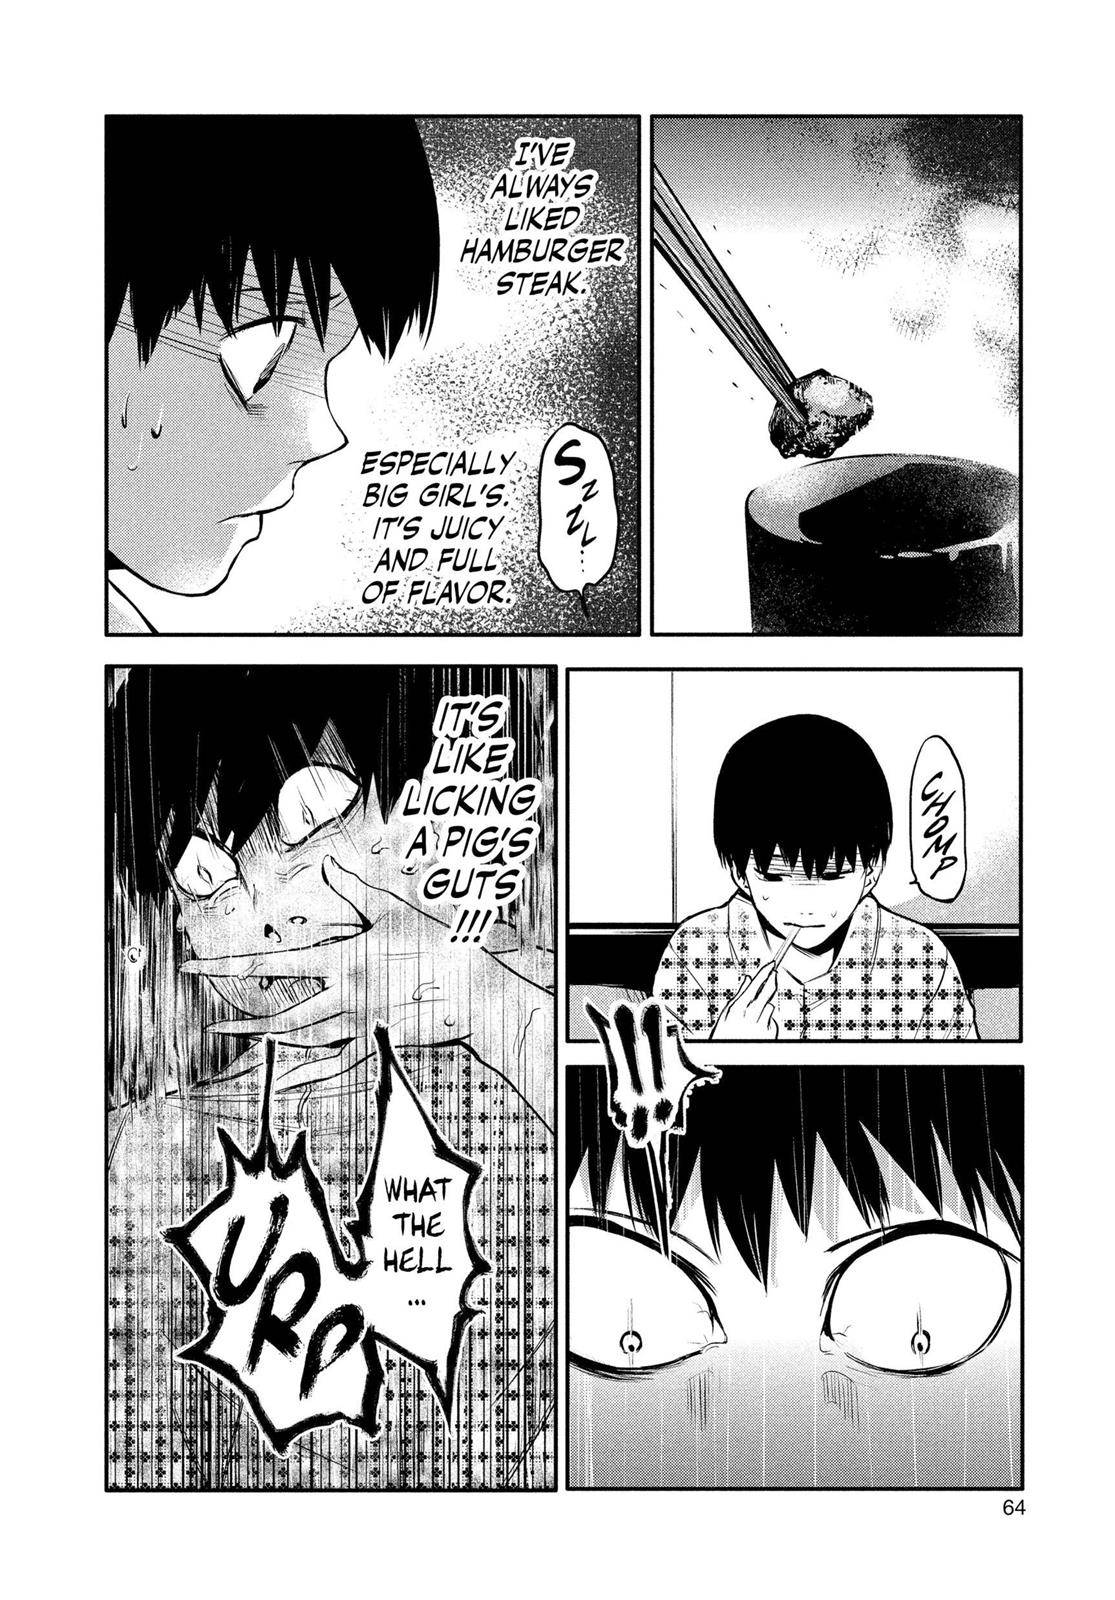 I'VE
ALWAYS
LIKED
HAMBURGER
STEAK.
SZZZL...
ESPECIALLY
BIG GIRL'S.
IT'S JUICY
AND FULL
OF FLAVOR.
CHOMP
!!!
IT'S
LIKE
LICKING
A PIG'S
GUTS
!!!
WHAT
THE
HELL
...
URP
64